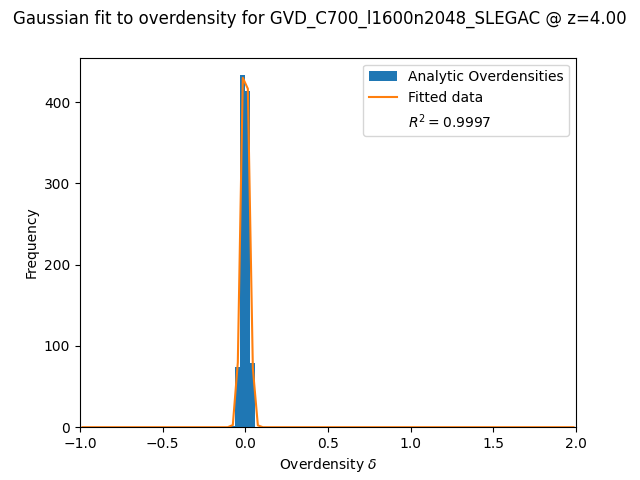 Gaussian fit to overdensity for GVD_C700_l1600n2048_SLEGAC @ z=4.00
Analytic Overdensities
Fitted data
R² = 0.9997
Frequency
400
300
200
100
0
−1.0 −0.5 0.0 0.5 1.0 1.5 2.0
Overdensity δ